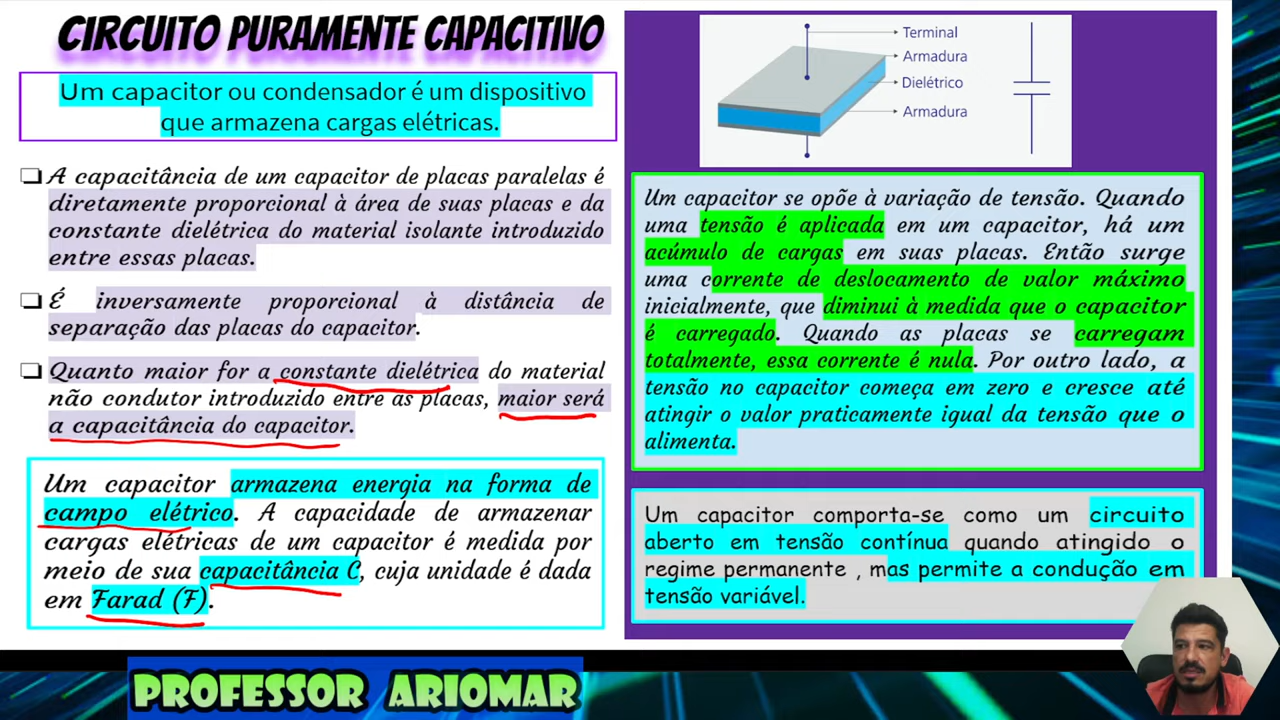 CIRCUITO PURAMENTE CAPACITIVO
Um capacitor ou condensador é um dispositivo
que armazena cargas elétricas.
A capacitância de um capacitor de placas paralelas é
diretamente proporcional à área de suas placas e da
constante dielétrica do material isolante introduzido
entre essas placas.
É inversamente proporcional à distância de
separação das placas do capacitor.
Quanto maior for a constante dielétrica do material
não condutor introduzido entre as placas, maior será
a capacitância do capacitor.
Um capacitor armazena energia na forma de
campo elétrico. A capacidade de armazenar
cargas elétricas de um capacitor é medida por
meio de sua capacitância C, cuja unidade é dada
em Farad (F).
Terminal
Armadura
Dielétrico
Armadura
Um capacitor se opõe à variação de tensão. Quando
uma tensão é aplicada em um capacitor, há um
acúmulo de cargas em suas placas. Então surge
uma corrente de deslocamento de valor máximo
inicialmente, que diminui à medida que o capacitor
é carregado. Quando as placas se carregam
totalmente, essa corrente é nula. Por outro lado, a
tensão no capacitor começa em zero e cresce até
atingir o valor praticamente igual da tensão que o
alimenta.
Um capacitor comporta-se como um circuito
aberto em tensão contínua quando atingido o
regime permanente , mas permite a condução em
tensão variável.
PROFESSOR ARIOMAR